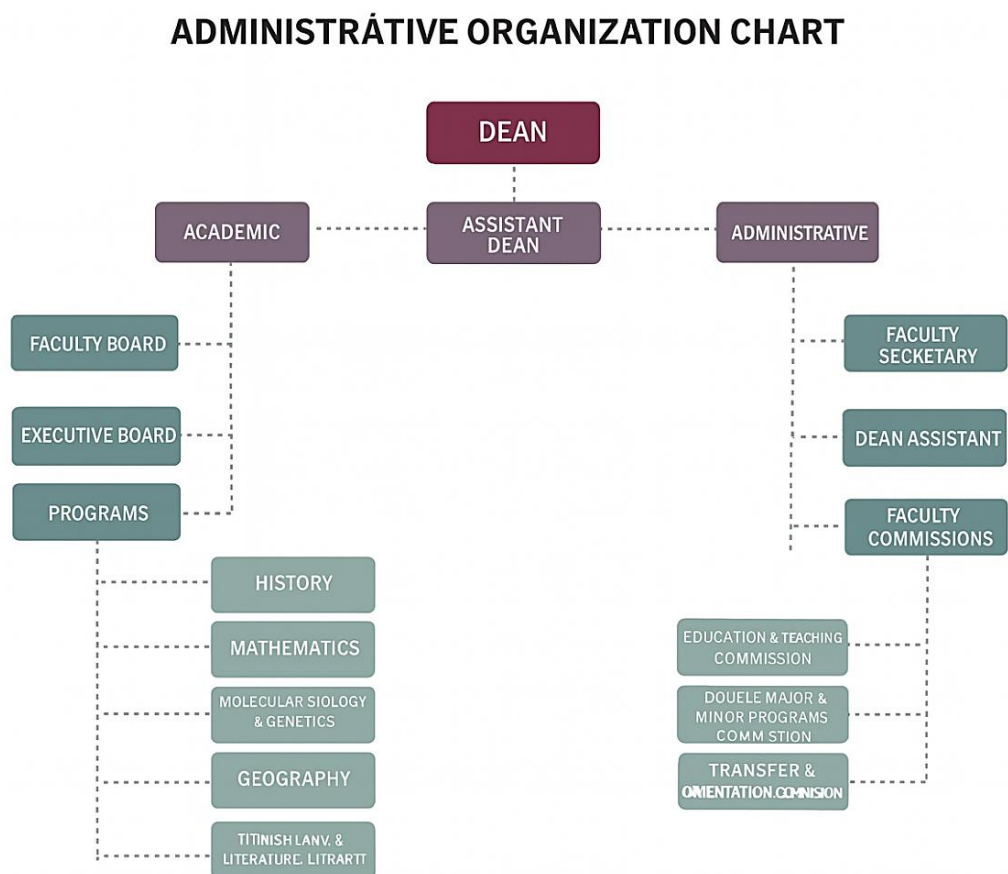 ADMINISTRÁTIVE ORGANIZATION CHART
DEAN
ACADEMIC
ASSISTANT
DEAN
ADMINISTRATIVE
FACULTY BOARD
EXECUTIVE BOARD
PROGRAMS
HISTORY
MATHEMATICS
MOLECULAR SIOLOGY
& GENETICS
GEOGRAPHY
TITINISH LANV. &
LITERATURE. LITRARTT
FACULTY
SECKETARY
DEAN ASSISTANT
FACULTY
COMMISSIONS
EDUCATION & TEACHING
COMMISSION
DOUELE MAJOR &
MINOR PROGRAMS
COMM STION
TRANSFER &